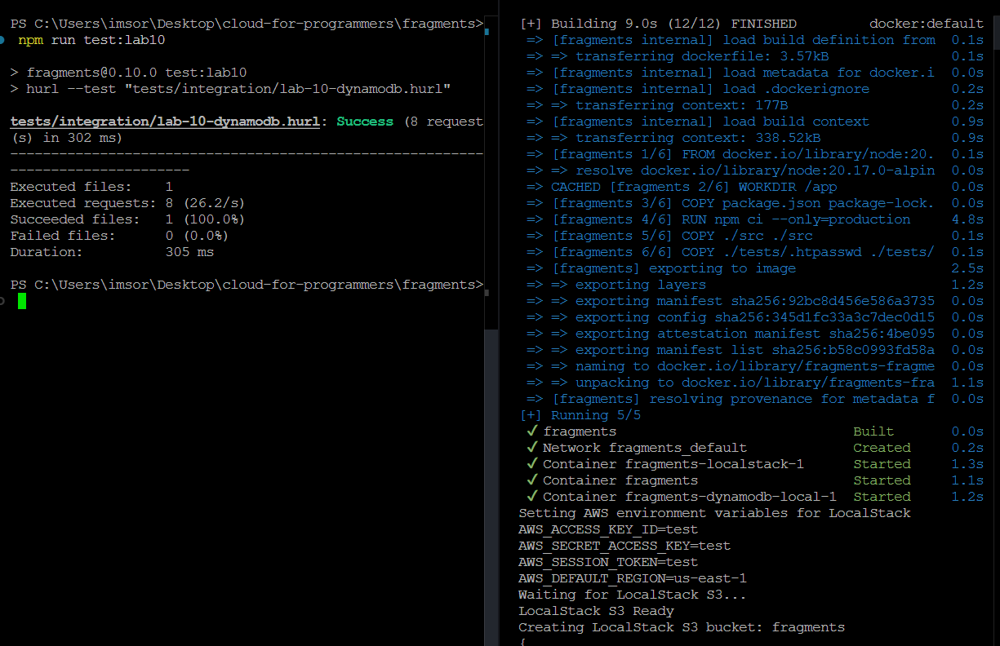 PS C:\Users\imsor\Desktop\cloud-for-programmers\fragments>
npm run test:lab10
> fragments@0.10.0 test:lab10
> hurl --test "tests/integration/lab-10-dynamodb.hurl"
tests/integration/lab-10-dynamodb.hurl: Success (8 request
(s) in 302 ms)
--------------------------------------------------------------------------------
Executed files: 1
Executed requests: 8 (26.2/s)
Succeeded files: 1 (100.0%)
Failed files: 0 (0.0%)
Duration: 305 ms
PS C:\Users\imsor\Desktop\cloud-for-programmers\fragments>
[+] Building 9.0s (12/12) FINISHED docker:default
=> [fragments internal] load build definition from 0.1s
=> => transferring dockerfile: 3.57kB 0.1s
=> [fragments internal] load metadata for docker.i 0.0s
=> [fragments internal] load .dockerignore 0.2s
=> => transferring context: 177B 0.2s
=> [fragments internal] load build context 0.9s
=> => transferring context: 338.52kB 0.9s
=> [fragments 1/6] FROM docker.io/library/node:20. 0.1s
=> => resolve docker.io/library/node:20.17.0-alpin 0.0s
=> CACHED [fragments 2/6] WORKDIR /app 0.0s
=> [fragments 3/6] COPY package.json package-lock. 0.0s
=> [fragments 4/6] RUN npm ci --only=production 4.8s
=> [fragments 5/6] COPY ./src ./src 0.1s
=> [fragments 6/6] COPY ./tests/.htpasswd ./tests/ 0.1s
=> [fragments] exporting to image 2.5s
=> => exporting layers 1.2s
=> => exporting manifest sha256:92bc8d456e586a3735 0.0s
=> => exporting config sha256:345d1fc33a3c7dec0d15 0.0s
=> => exporting attestation manifest sha256:4be095 0.0s
=> => exporting manifest list sha256:b58c0993fd58a 0.0s
=> => naming to docker.io/library/fragments-fragme 0.0s
=> => unpacking to docker.io/library/fragments-fra 1.1s
=> [fragments] resolving provenance for metadata f 0.0s
[+] Running 5/5
✓ fragments Built 0.0s
✓ Network fragments_default Created 0.2s
✓ Container fragments-localstack-1 Started 1.3s
✓ Container fragments Started 1.1s
✓ Container fragments-dynamodb-local-1 Started 1.2s
Setting AWS environment variables for LocalStack
AWS_ACCESS_KEY_ID=test
AWS_SECRET_ACCESS_KEY=test
AWS_SESSION_TOKEN=test
AWS_DEFAULT_REGION=us-east-1
Waiting for LocalStack S3...
LocalStack S3 Ready
Creating LocalStack S3 bucket: fragments
{